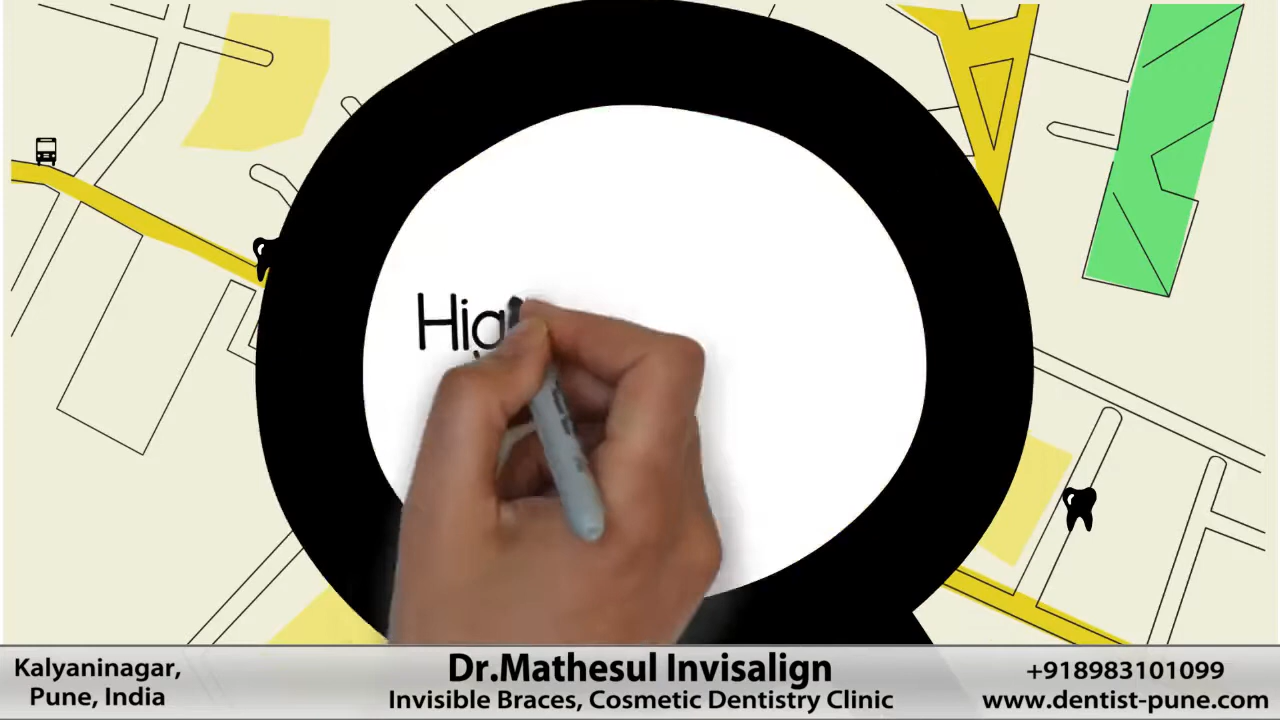 Hig
Kalyaninagar,
Pune, India
Dr.Mathesul Invisalign
Invisible Braces, Cosmetic Dentistry Clinic
+918983101099
www.dentist-pune.com